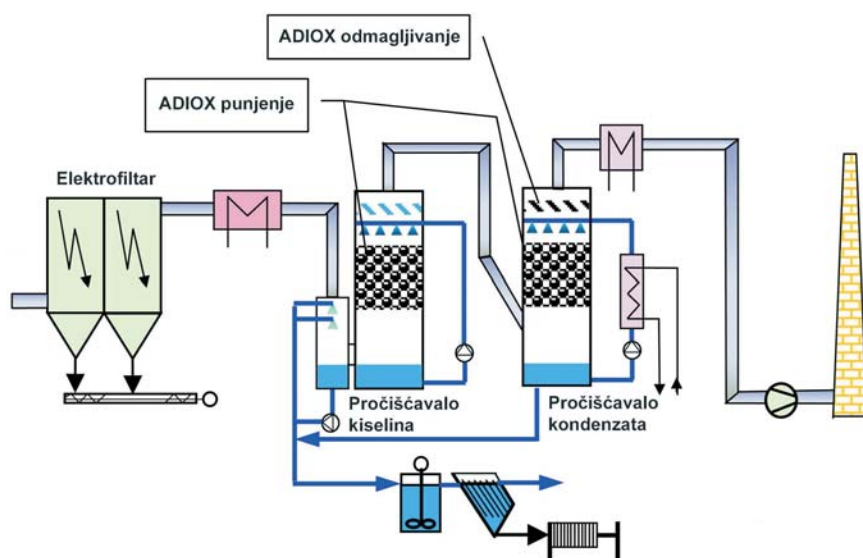 ADIOX odmagljivanje
ADIOX punjenje
Elektrofiltar
Pročišćavalo
kiselina
Pročišćavalo
kondenzata